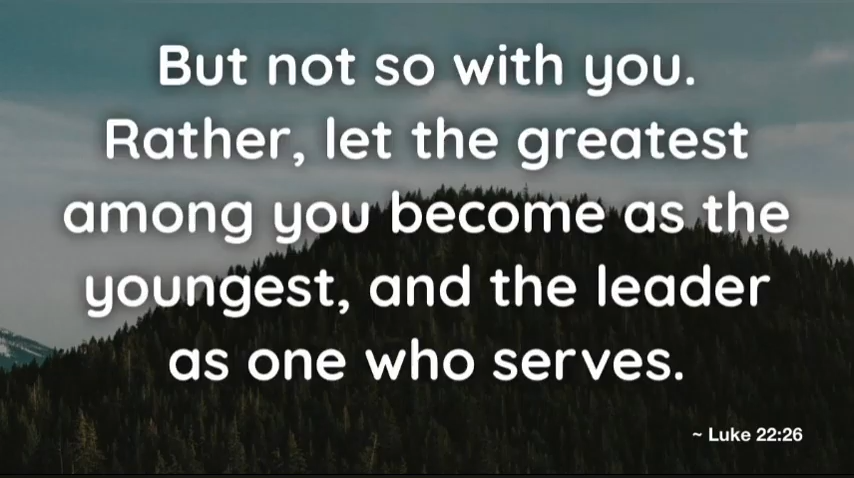 But not so with you.
Rather, let the greatest
among you become as the
youngest, and the leader
as one who serves.
~ Luke 22:26